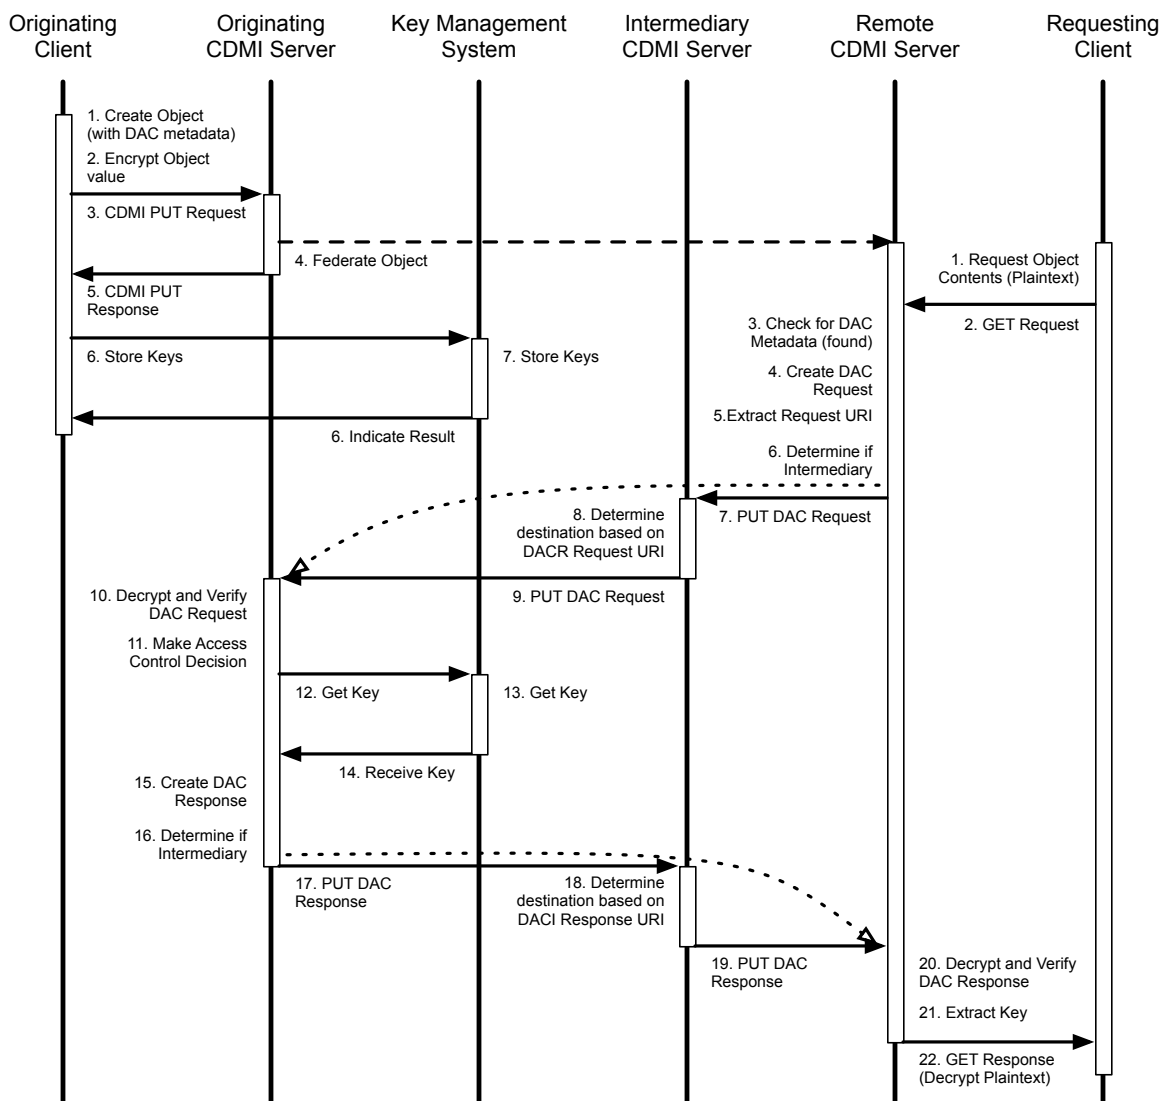 Originating
Client
Originating
CDMI Server
Key Management
System
Intermediary
CDMI Server
Remote
CDMI Server
Requesting
Client
1. Create Object
(with DAC metadata)
2. Encrypt Object
value
3. CDMI PUT Request
4. Federate Object
5. CDMI PUT
Response
6. Store Keys
7. Store Keys
6. Indicate Result
1. Request Object
Contents (Plaintext)
2. GET Request
3. Check for DAC
Metadata (found)
4. Create DAC
Request
5.Extract Request URI
6. Determine if
Intermediary
7. PUT DAC Request
8. Determine
destination based on
DACR Request URI
9. PUT DAC Request
10. Decrypt and Verify
DAC Request
11. Make Access
Control Decision
12. Get Key
13. Get Key
14. Receive Key
15. Create DAC
Response
16. Determine if
Intermediary
17. PUT DAC
Response
18. Determine
destination based on
DACI Response URI
19. PUT DAC
Response
20. Decrypt and Verify
DAC Response
21. Extract Key
22. GET Response
(Decrypt Plaintext)